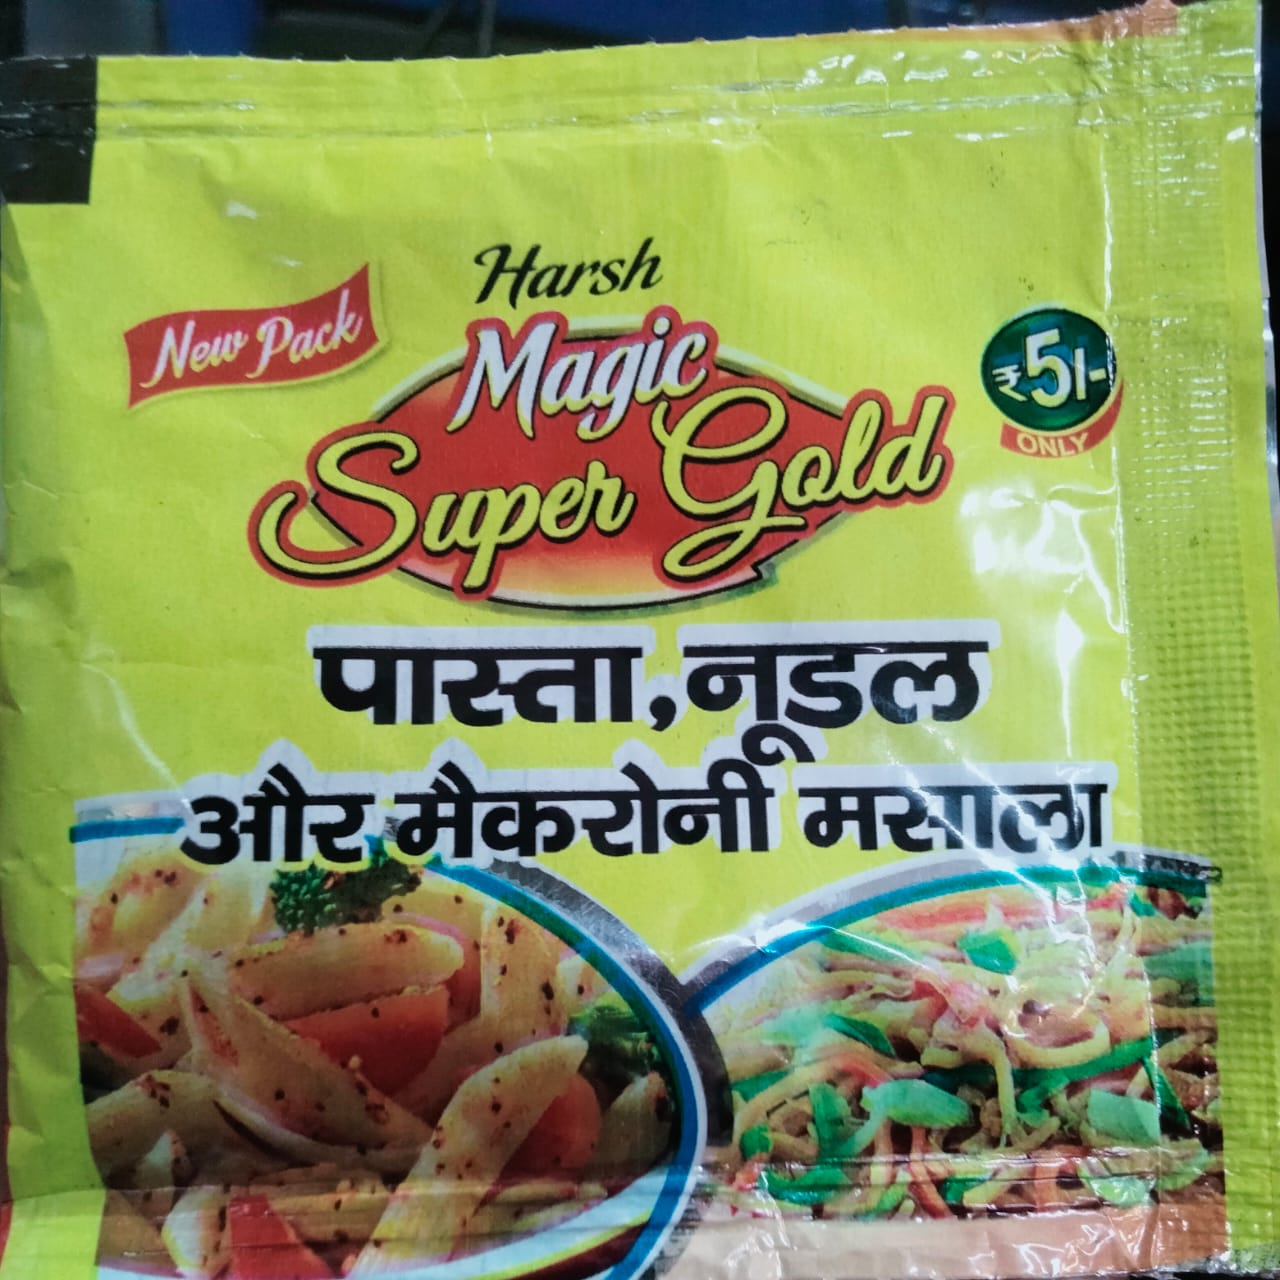 Harsh
New Pack
Magic
Super Gold
₹5/-
ONLY
पास्ता, नूडल
और मैकरोनी मसाला